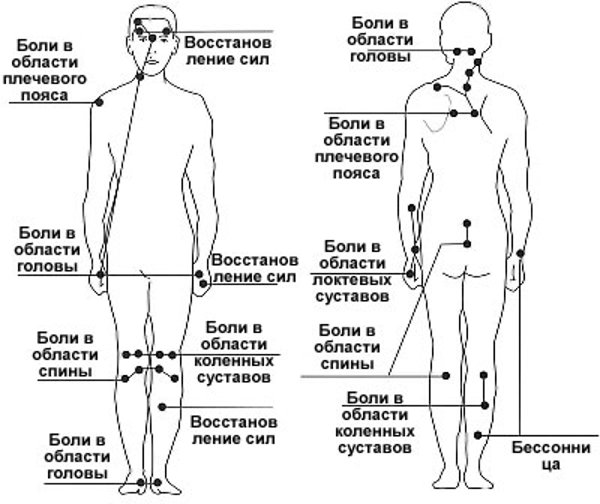 Боли в
области
плечевого
пояса
Восстанов
ление сил
Боли в
области
головы
Восстанов
ление сил
Боли в
области
спины
Боли в
области
коленных
суставов
Восстанов
ление сил
Боли в
области
головы
Боли в
области
головы
Боли в
области
плечевого
пояса
Боли в
области
локтевых
суставов
Боли в
области
спины
Боли в
области
коленных
суставов
Бессонни
ца